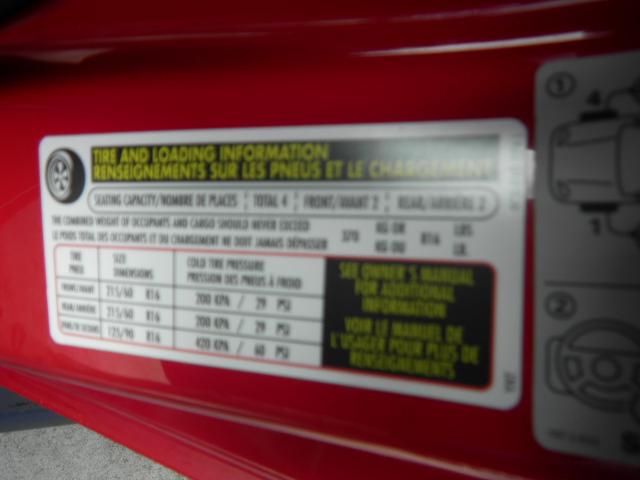 TIRE AND LOADING INFORMATION
RENSEIGNEMENTS SUR LES PNEUS ET LE CHARGEMENT
SEATING CAPACITY/NOMBRE DE PLACES TOTAL 4 FRONT/AVANT 2 REAR/ARRIÈRE 2
THE COMBINED WEIGHT OF OCCUPANTS AND CARGO SHOULD NEVER EXCEED 370 KG OR 816 LBS
LE POIDS TOTAL DES OCCUPANTS ET DU CHARGEMENT NE DOIT JAMAIS DÉPASSER KG OU LB.
TIRE SIZE COLD TIRE PRESSURE
PNEU DIMENSIONS PRESSION DES PNEUS À FROID
FRONT/AVANT 215/60 R16 200 KPA / 29 PSI
REAR/ARRIÈRE 215/60 R16 200 KPA / 29 PSI
SPARE/DE SECOURS 125/90 R16 420 KPA / 60 PSI
SEE OWNER'S MANUAL
FOR ADDITIONAL
INFORMATION
VOIR LE MANUEL DE
L'USAGER POUR PLUS DE
RENSEIGNEMENTS
1
4
1
2